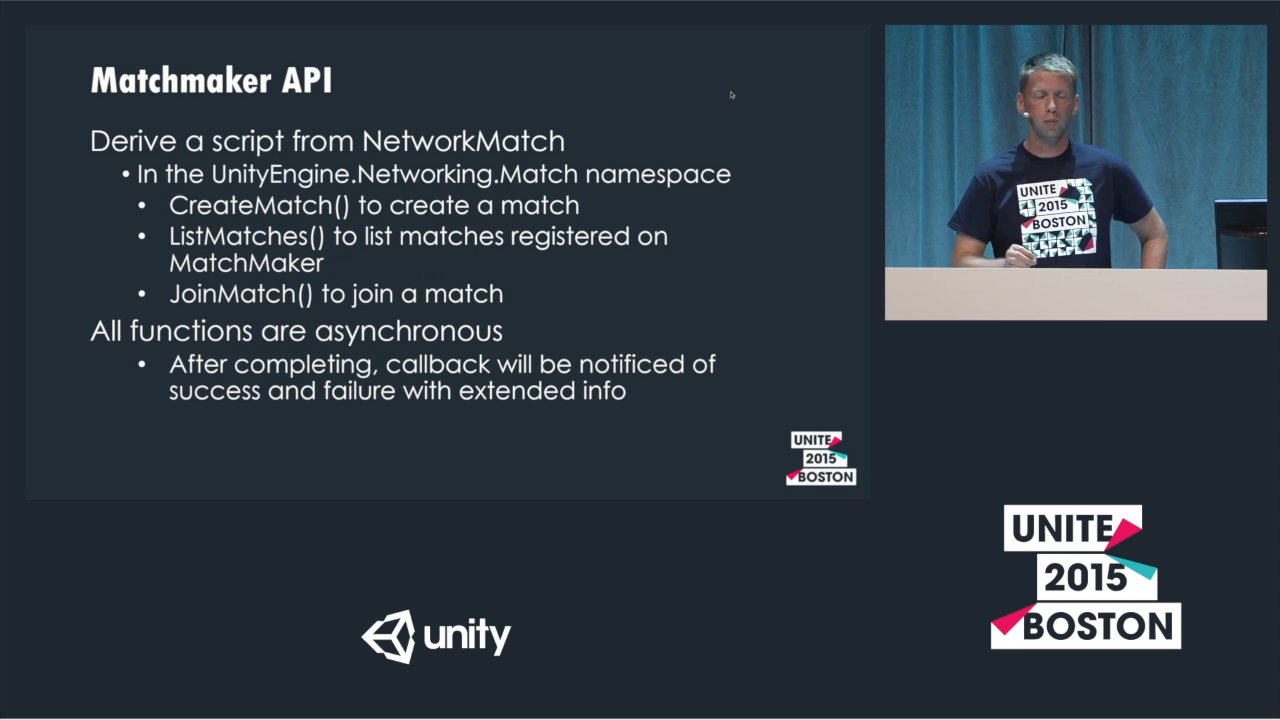 Matchmaker API
Derive a script from NetworkMatch
• In the UnityEngine.Networking.Match namespace
• CreateMatch() to create a match
• ListMatches() to list matches registered on
MatchMaker
• JoinMatch() to join a match
All functions are asynchronous
• After completing, callback will be notificed of
success and failure with extended info
UNITE
2015
BOSTON
UNITE
2015
BOSTON
UNITE
2015
BOSTON
unity